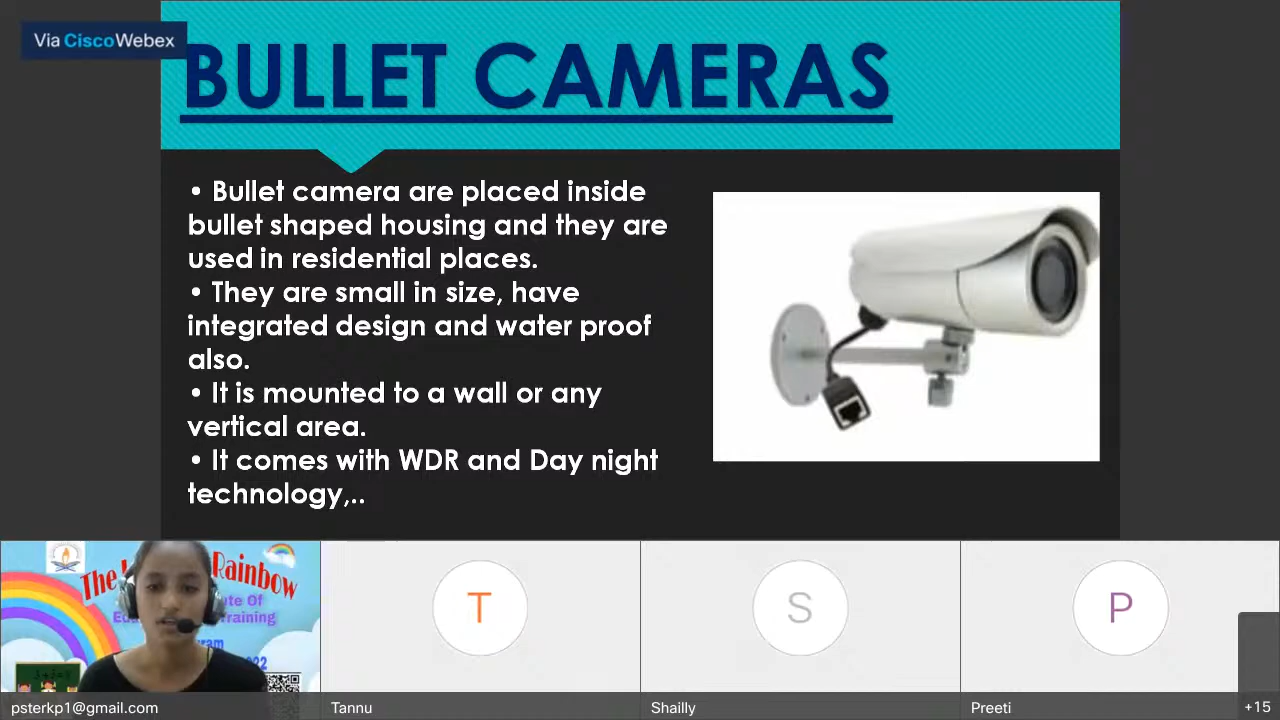 Via CiscoWebex
BULLET CAMERAS
• Bullet camera are placed inside
bullet shaped housing and they are
used in residential places.
• They are small in size, have
integrated design and water proof
also.
• It is mounted to a wall or any
vertical area.
• It comes with WDR and Day night
technology,..
The
Rainbow
Training
2022
T
S
P
psterkp1@gmail.com
Tannu
Shailly
Preeti
+15